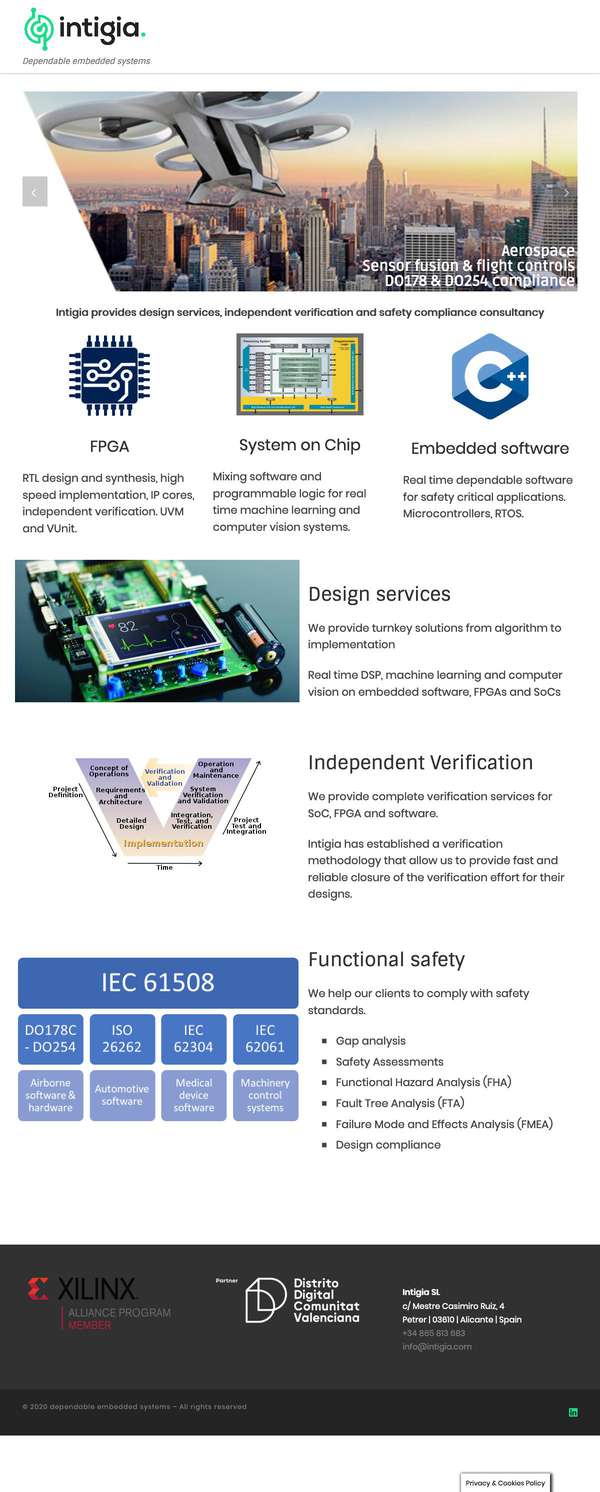 intigia.
Dependable embedded systems
Aerospace
Sensor fusion & flight controls
DO178 & DO254 compliance
Intigia provides design services, independent verification and safety compliance consultancy
FPGA
RTL design and synthesis, high
speed implementation, IP cores,
independent verification. UVM
and VUnit.
System on Chip
Mixing software and
programmable logic for real
time machine learning and
computer vision systems.
C++
Embedded software
Real time dependable software
for safety critical applications.
Microcontrollers, RTOS.
82
Design services
We provide turnkey solutions from algorithm to
implementation
Real time DSP, machine learning and computer
vision on embedded software, FPGAs and SoCs
Concept of
Operations
Verification
and
Validation
Operation
and
Maintenance
Project
Definition
Requirements
and
Architecture
System
Verification
and Validation
Detailed
Design
Integration,
Test, and
Verification
Project
Test and
Integration
Implementation
Time
Independent Verification
We provide complete verification services for
SoC, FPGA and software.
Intigia has established a verification
methodology that allow us to provide fast and
reliable closure of the verification effort for their
designs.
IEC 61508
DO178C
- DO254
ISO
26262
IEC
62304
IEC
62061
Airborne
software &
hardware
Automotive
software
Medical
device
software
Machinery
control
systems
Functional safety
We help our clients to comply with safety
standards.
Gap analysis
Safety Assessments
Functional Hazard Analysis (FHA)
Fault Tree Analysis (FTA)
Failure Mode and Effects Analysis (FMEA)
Design compliance
XILINX
ALLIANCE PROGRAM
MEMBER
Partner
Distrito
Digital
Comunitat
Valenciana
Intigia SL
c/ Mestre Casimiro Ruiz, 4
Petrer | 03610 | Alicante | Spain
+34 865 813 683
info@intigia.com
© 2020 dependable embedded systems – All rights reserved
in
Privacy & Cookies Policy